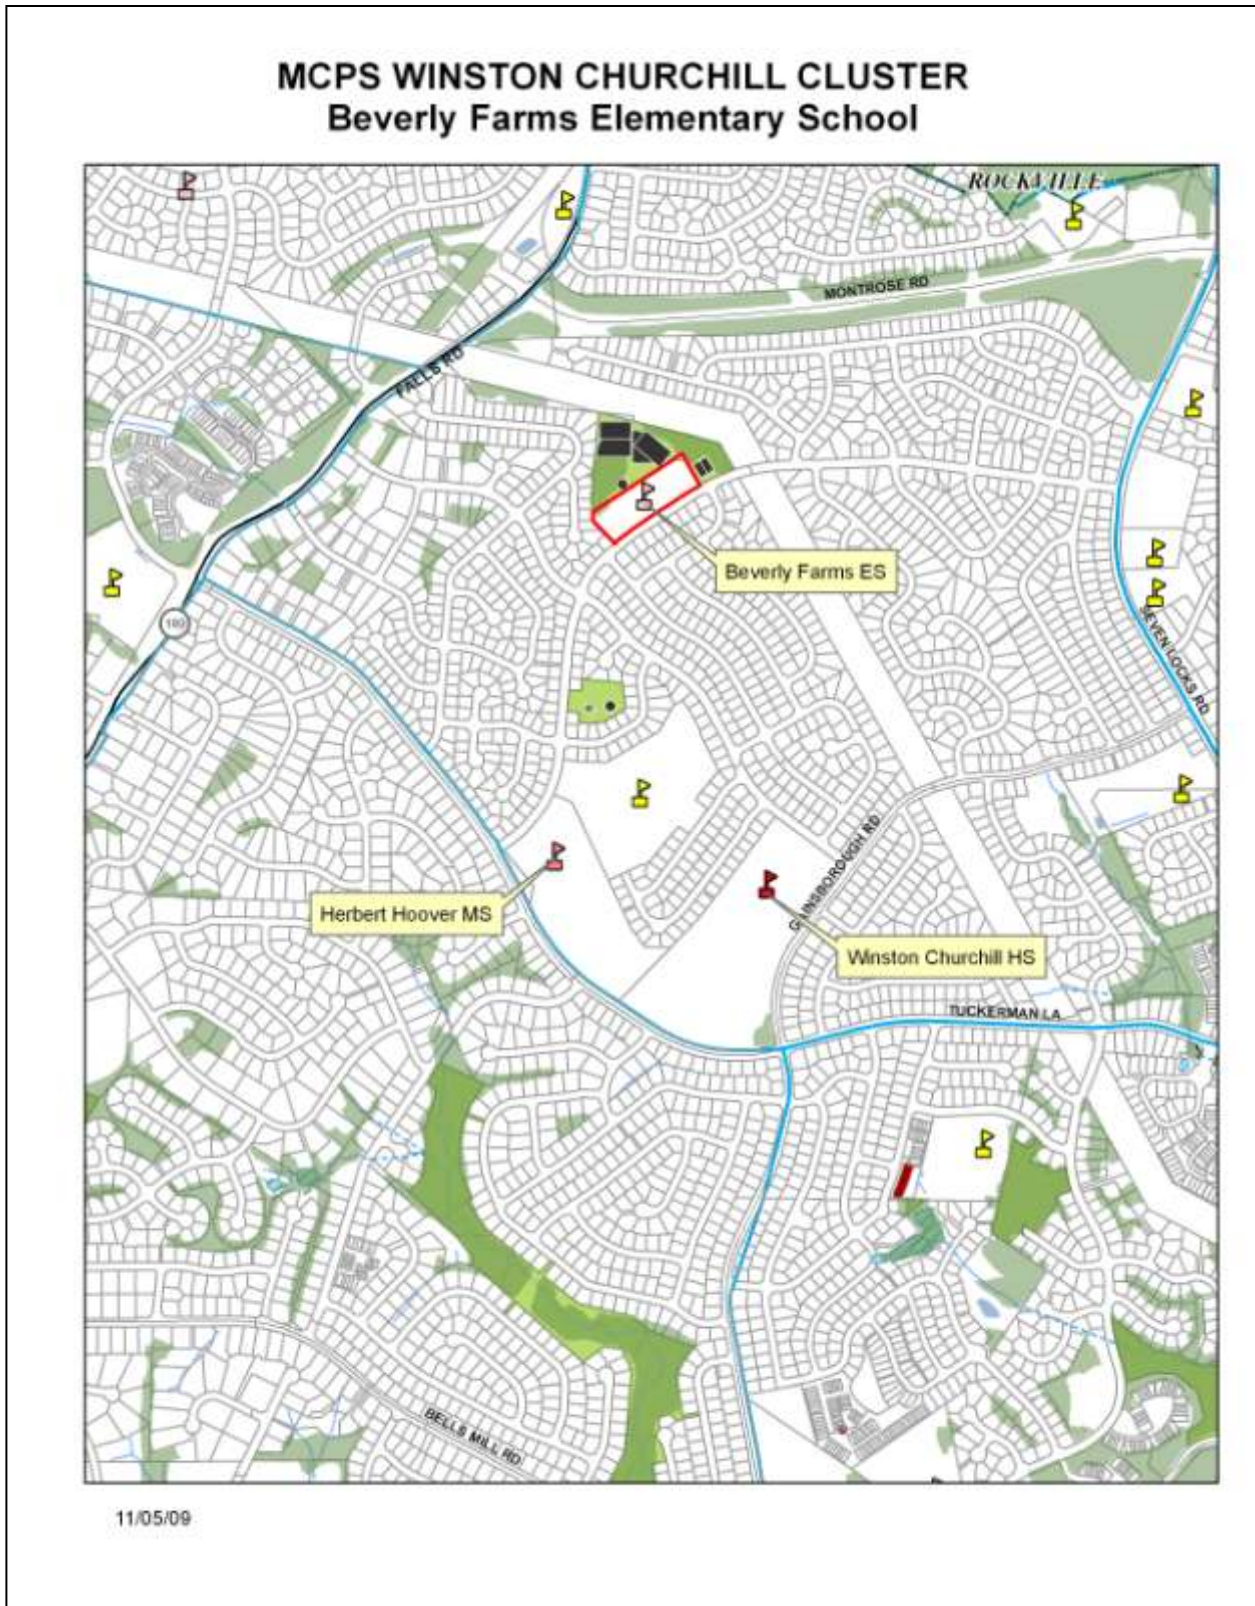 MCPS WINSTON CHURCHILL CLUSTER
Beverly Farms Elementary School
ROCKVILLE
MONTROSE RD
FALLS RD
Beverly Farms ES
189
SEVEN LOCKS RD
GAINSBOROUGH RD
Herbert Hoover MS
Winston Churchill HS
TUCKERMAN LA
BELLS MILL RD
11/05/09